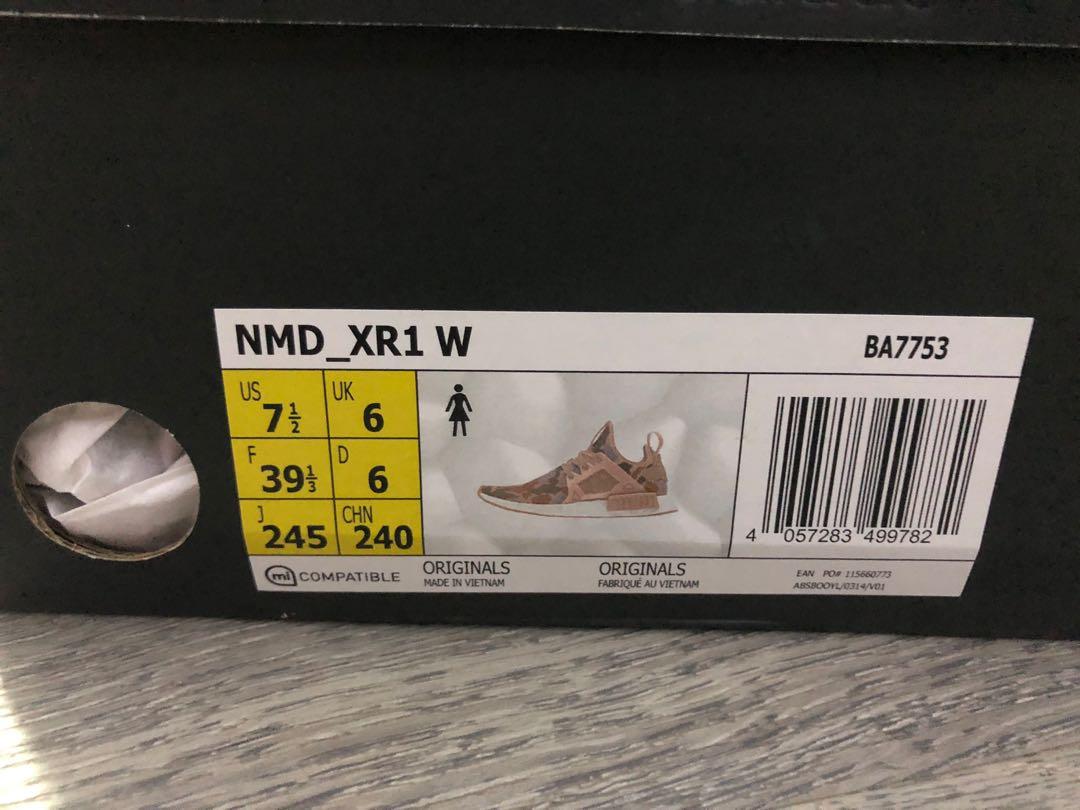 NMD_XR1 W BA7753
US 7½ UK 6
F 39⅓ D 6
J 245 CHN 240
4 057283 499782
mi COMPATIBLE
ORIGINALS
MADE IN VIETNAM
ORIGINALS
FABRIQUÉ AU VIETNAM
EAN PO# 115660773
ABSBOOYL/0314/V01